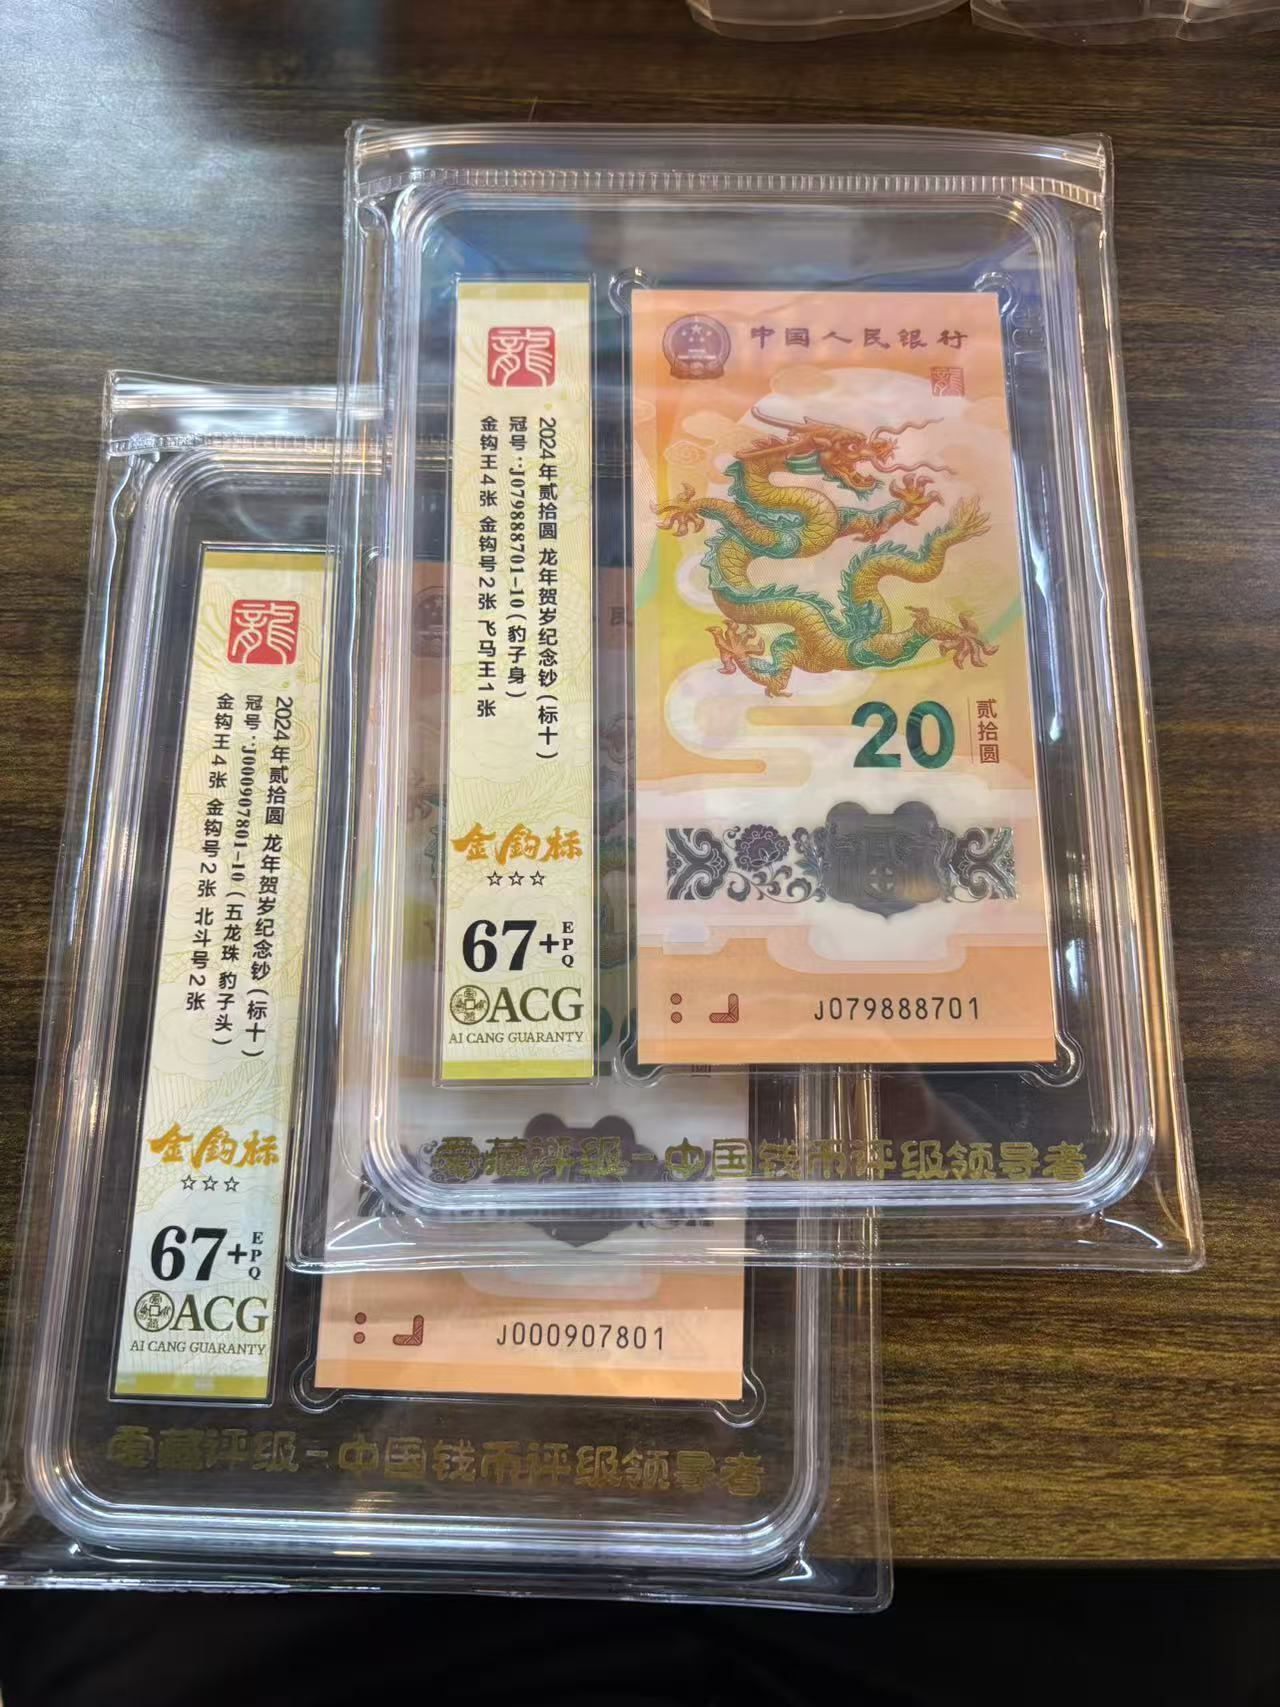 龍
2024年贰拾圆 龙年贺岁纪念钞(标十)
冠号:J079888701-10(豹子身)
金钩王4张 金钩号2张 飞马王1张
金钩标
☆☆☆
67+EPQ
ACG
AI CANG GUARANTY
中国人民银行
龍
20
贰拾圆
J079888701
爱藏评级-中国钱币评级领导者
龍
2024年贰拾圆 龙年贺岁纪念钞(标十)
冠号:J000907801-10(五龙珠 豹子头)
金钩王4张 金钩号2张 北斗号2张
金钩标
☆☆☆
67+EPQ
ACG
AI CANG GUARANTY
J000907801
爱藏评级-中国钱币评级领导者